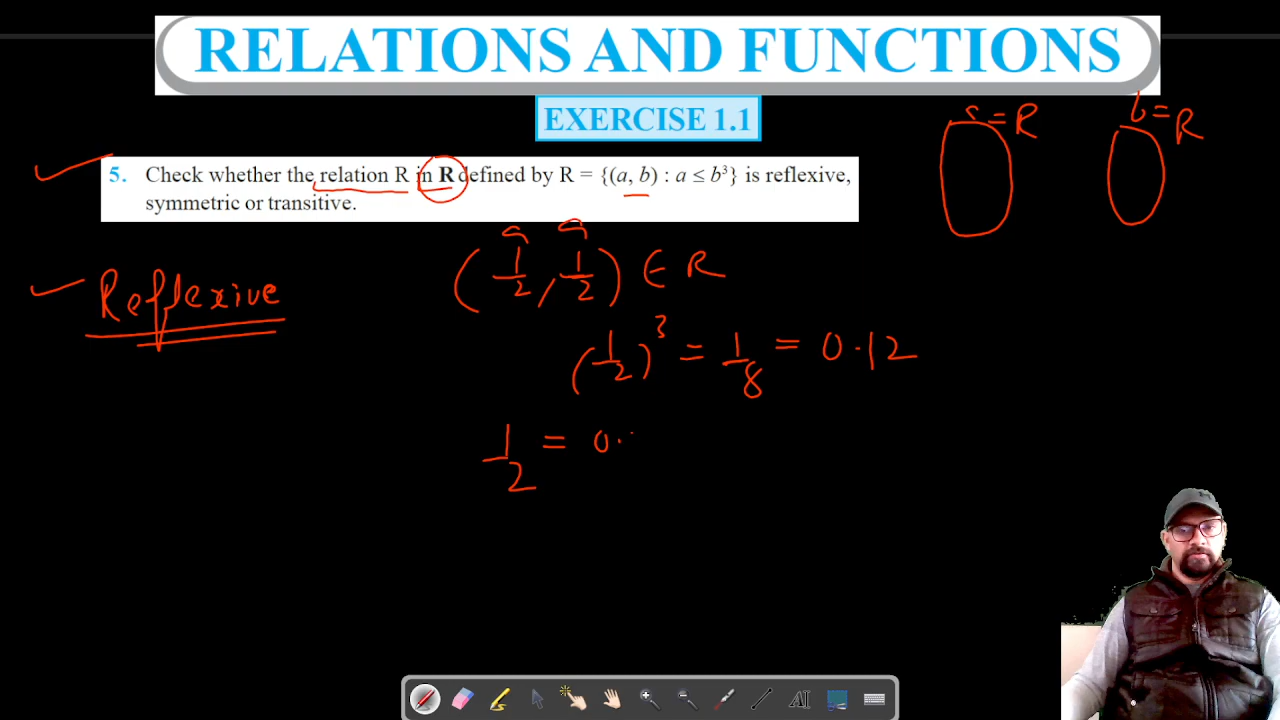 RELATIONS AND FUNCTIONS
EXERCISE 1.1
a = R
b = R
5. Check whether the relation R in R defined by R = {(a, b) : a ≤ b³} is reflexive,
symmetric or transitive.
a a
(1/2, 1/2) ∈ R
Reflexive
(1/2)³ = 1/8 = 0.12
1/2 = 0.
AI